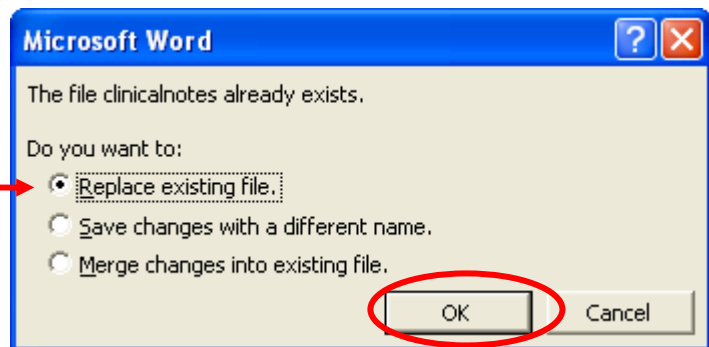 Microsoft Word
?
The file clinicalnotes already exists.
Do you want to:
Replace existing file.
Save changes with a different name.
Merge changes into existing file.
OK Cancel